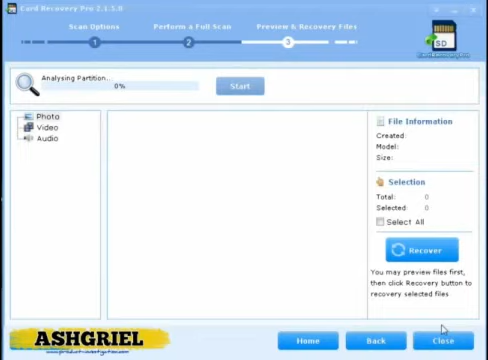 Card Recovery Pro 2.1.5.0
Scan Options
Perform a Full Scan
Preview & Recovery Files
1
2
3
SD
Analysing Partition...
0%
Start
Photo
Video
Audio
File Information
Created
Model:
Size:
Selection
Total: 0
Selected: 0
Select All
Recover
You may preview files first,
then click Recovery button to
recovery selected files
ASHGRIEL
Home
Back
Close